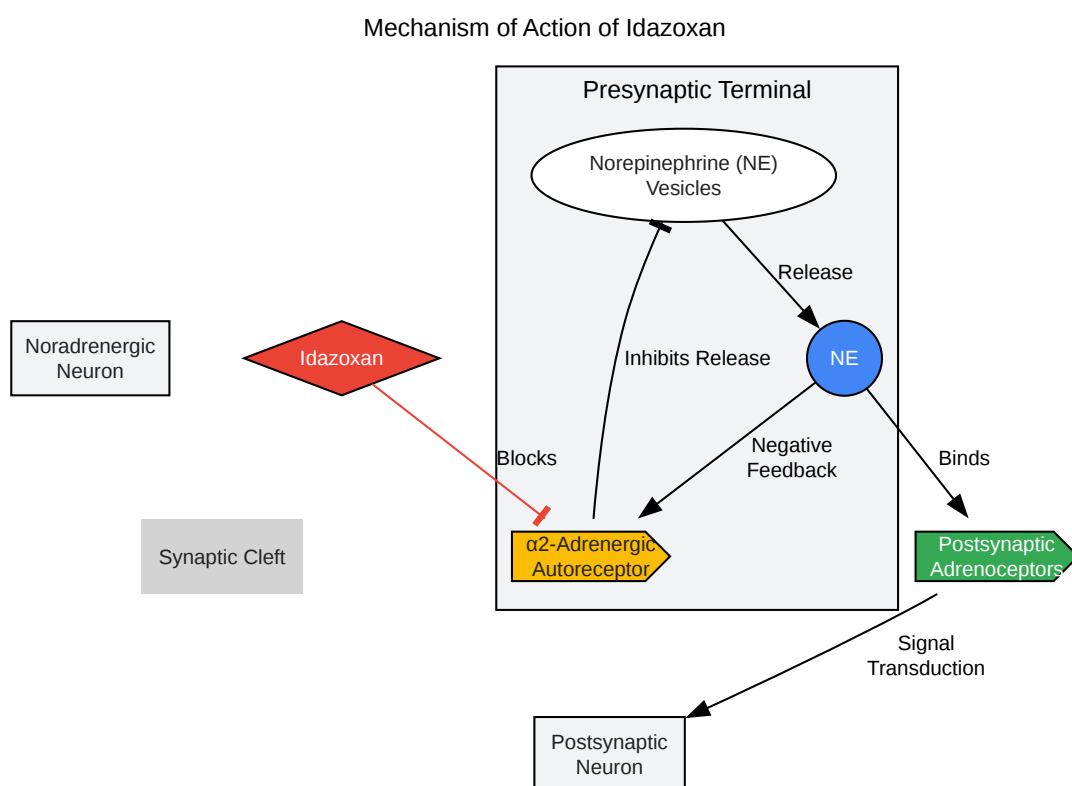 Mechanism of Action of Idazoxan
Presynaptic Terminal
Norepinephrine (NE)
Vesicles
Release
Noradrenergic
Neuron
Idazoxan
Inhibits Release
NE
Blocks
Negative
Feedback
Binds
Synaptic Cleft
α2-Adrenergic
Autoreceptor
Postsynaptic
Adrenoceptors
Signal
Transduction
Postsynaptic
Neuron